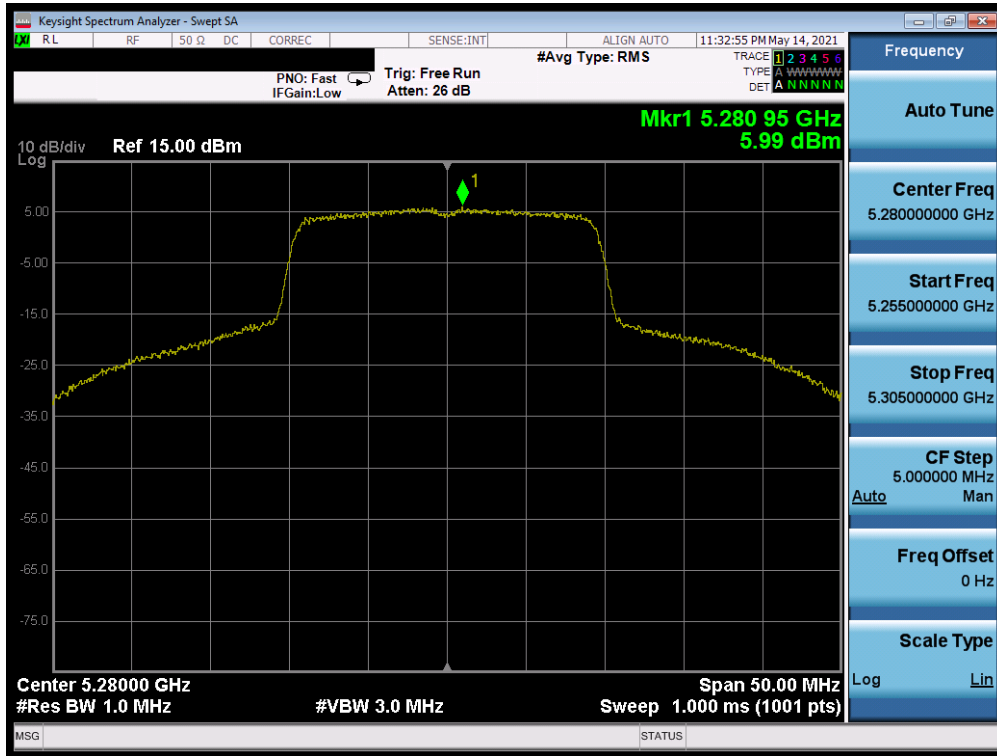 Keysight Spectrum Analyzer - Swept SA
LXI RL RF 50 Ω DC CORREC SENSE:INT ALIGN AUTO 11:32:55 PM May 14, 2021
PNO: Fast
IFGain:Low
Trig: Free Run
Atten: 26 dB
#Avg Type: RMS
TRACE 1 2 3 4 5 6
TYPE A WWWWW
DET A N N N N N
Mkr1 5.280 95 GHz
5.99 dBm
10 dB/div Ref 15.00 dBm
Log
1
5.00
-5.00
-15.0
-25.0
-35.0
-45.0
-55.0
-65.0
-75.0
Center 5.28000 GHz Span 50.00 MHz
#Res BW 1.0 MHz #VBW 3.0 MHz Sweep 1.000 ms (1001 pts)
MSG STATUS
Frequency
Auto Tune
Center Freq
5.280000000 GHz
Start Freq
5.255000000 GHz
Stop Freq
5.305000000 GHz
CF Step
5.000000 MHz
Auto Man
Freq Offset
0 Hz
Scale Type
Log Lin